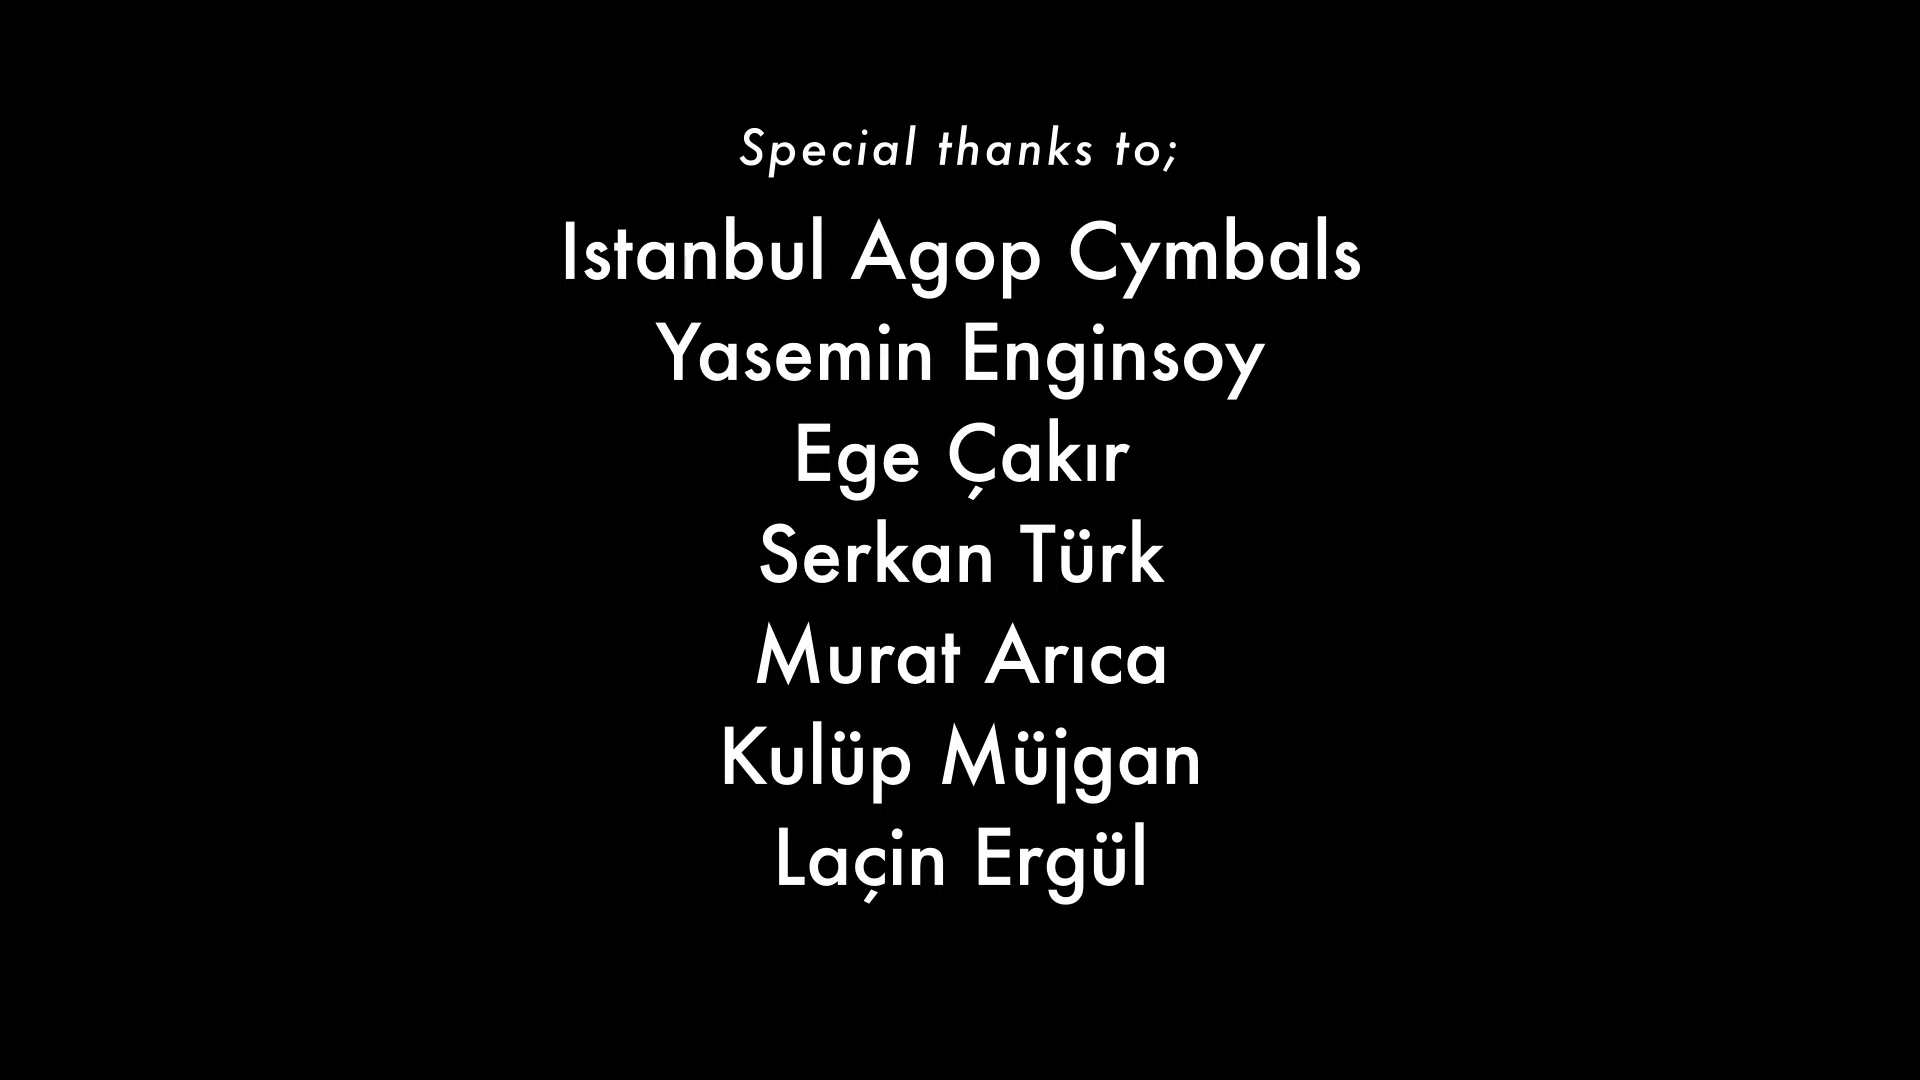 Special thanks to;
Istanbul Agop Cymbals
Yasemin Enginsoy
Ege Çakır
Serkan Türk
Murat Arıca
Kulüp Müjgan
Laçin Ergül